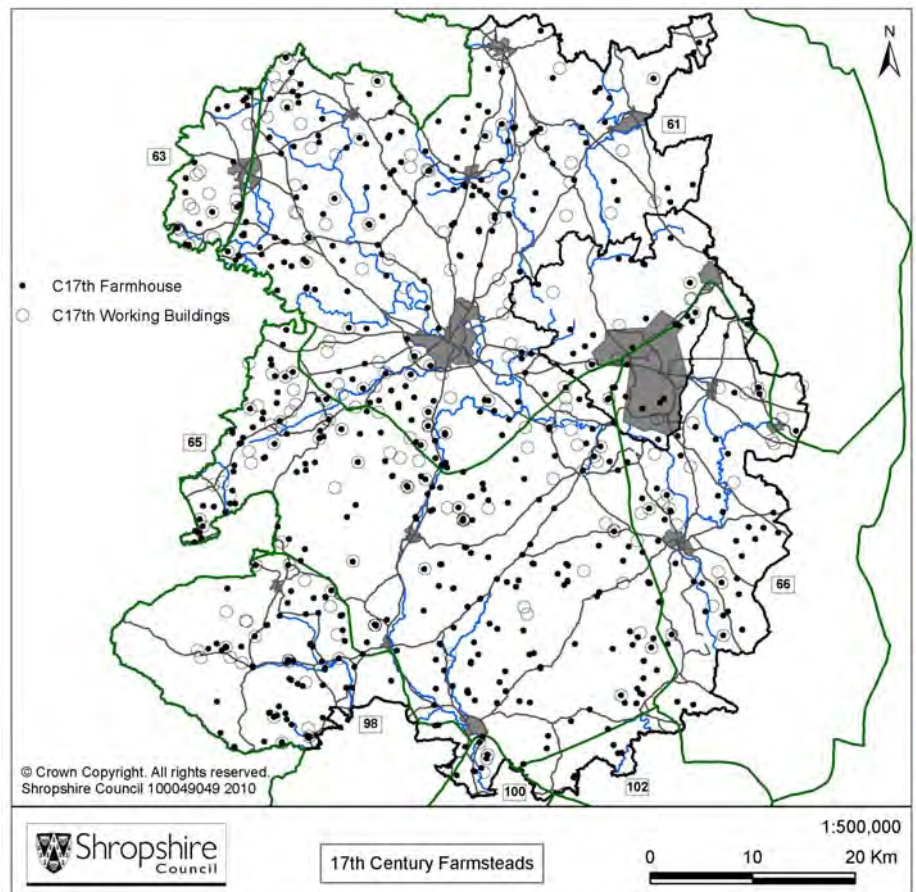 N
61
63
C17th Farmhouse
C17th Working Buildings
65
66
98
© Crown Copyright. All rights reserved.
Shropshire Council 100049049 2010
100
102
Shropshire
Council
17th Century Farmsteads
1:500,000
0 10 20 Km